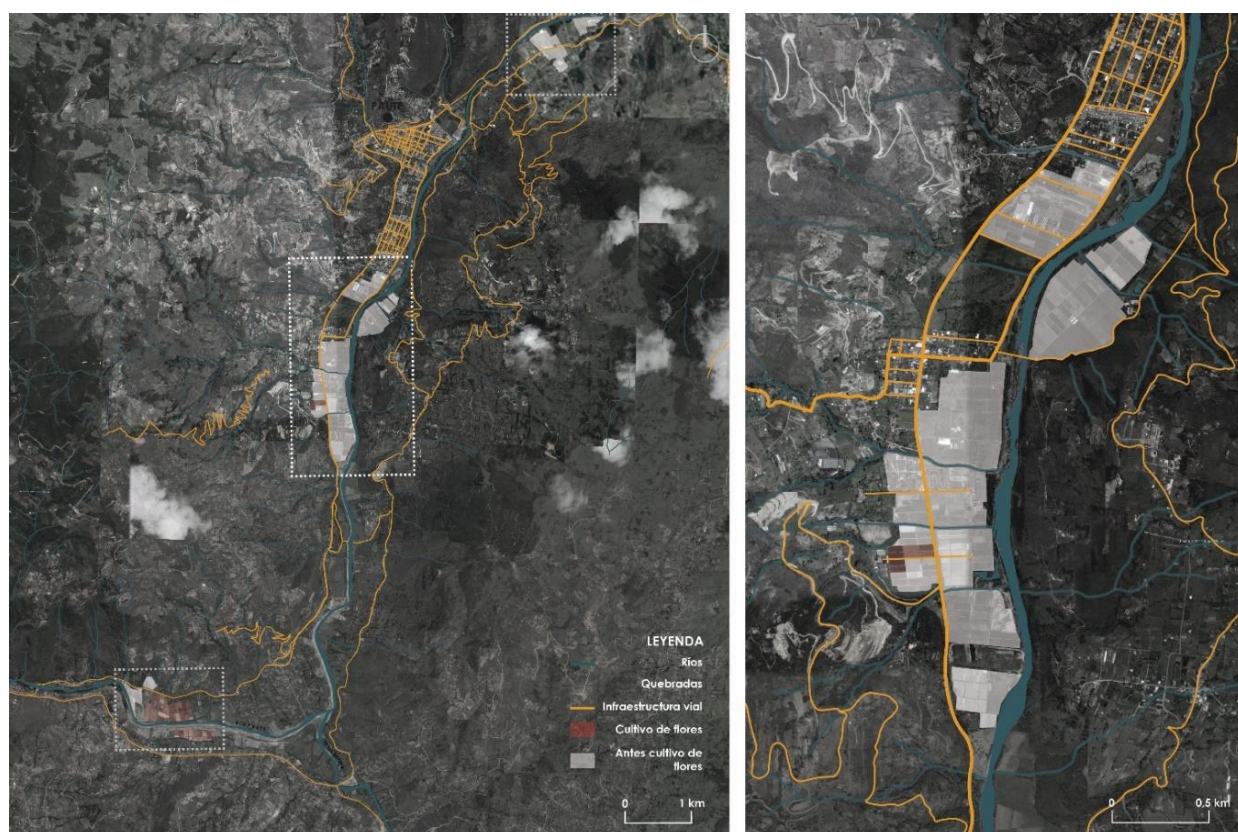 PAUTE
LEYENDA
Ríos
Quebradas
Infraestructura vial
Cultivo de flores
Antes cultivo de
flores
0 1 km
0 0,5 km